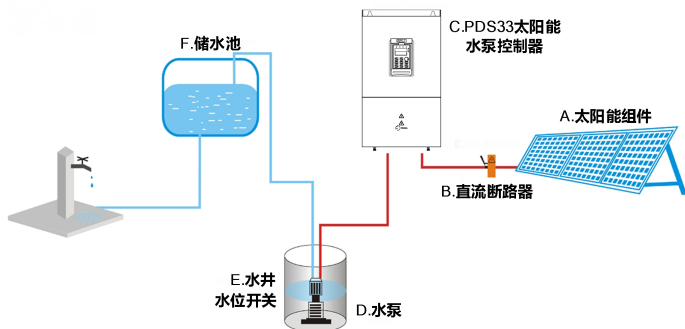 F.储水池
C.PDS33太阳能
水泵控制器
A.太阳能组件
B.直流断路器
E.水井
水位开关
D.水泵